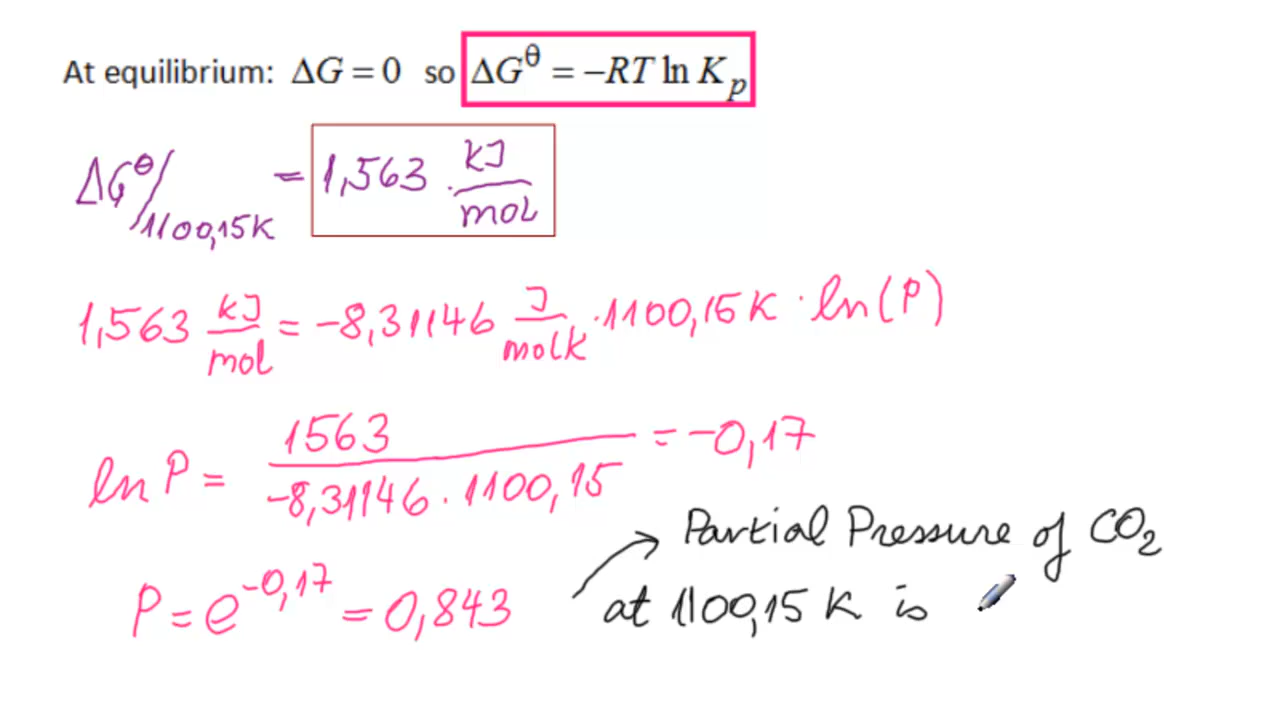 At equilibrium: ΔG = 0 so ΔG^θ = −RT ln K_p
ΔG^θ/1100,15K = 1,563 · kJ/mol
1,563 kJ/mol = −8,31146 J/molK · 1100,15K · ln(P)
ln P = 1563/−8,31146 · 1100,15 = −0,17
P = e^−0,17 = 0,843
Partial Pressure of CO₂
at 1100,15 K is